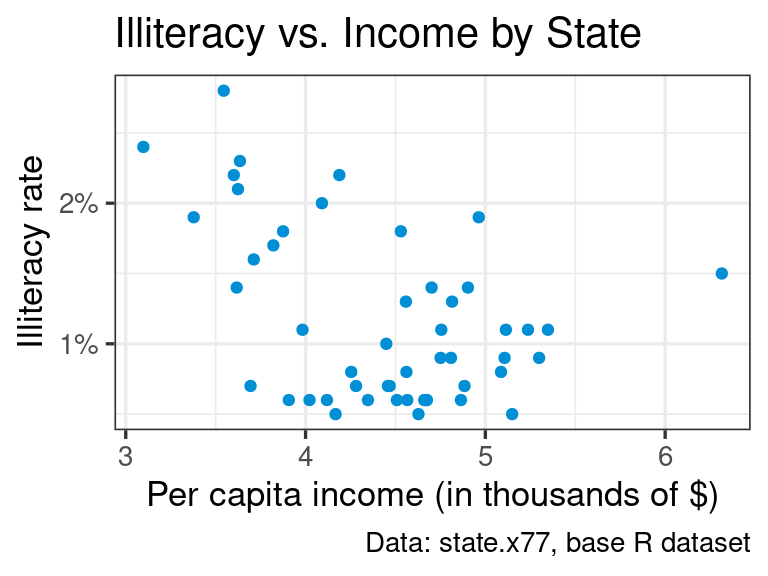 Illiteracy vs. Income by State
Illiteracy rate
2%
1%
3 4 5 6
Per capita income (in thousands of $)
Data: state.x77, base R dataset